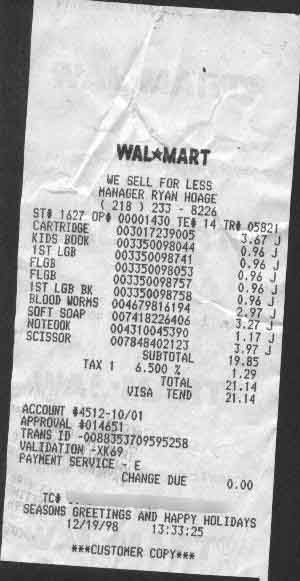 WAL★MART
WE SELL FOR LESS
MANAGER RYAN HOAGE
( 218 ) 233 - 8226
ST# 1627 OP# 00001430 TE# 14 TR# 05821
CARTRIDGE 003017239005 3.67 J
KIDS BOOK 003350098044 0.96 J
1ST LGB 003350098741 0.96 J
FLGB 003350098053 0.96 J
FLGB 003350098757 0.96 J
1ST LGB BK 003350098758 0.96 J
BLOOD WORMS 004679816194 2.97 J
SOFT SOAP 007418226406 3.27 J
NOTEOOK 004310045390 1.17 J
SCISSOR 007848402123 3.97 J
SUBTOTAL 19.85
TAX 1 6.500 % 1.29
TOTAL 21.14
VISA TEND 21.14
ACCOUNT #4512-10/01
APPROVAL #014651
TRANS ID -0088353709595258
VALIDATION -XK69
PAYMENT SERVICE - E
CHANGE DUE 0.00
TC#
SEASONS GREETINGS AND HAPPY HOLIDAYS
12/19/98 13:33:25
***CUSTOMER COPY***